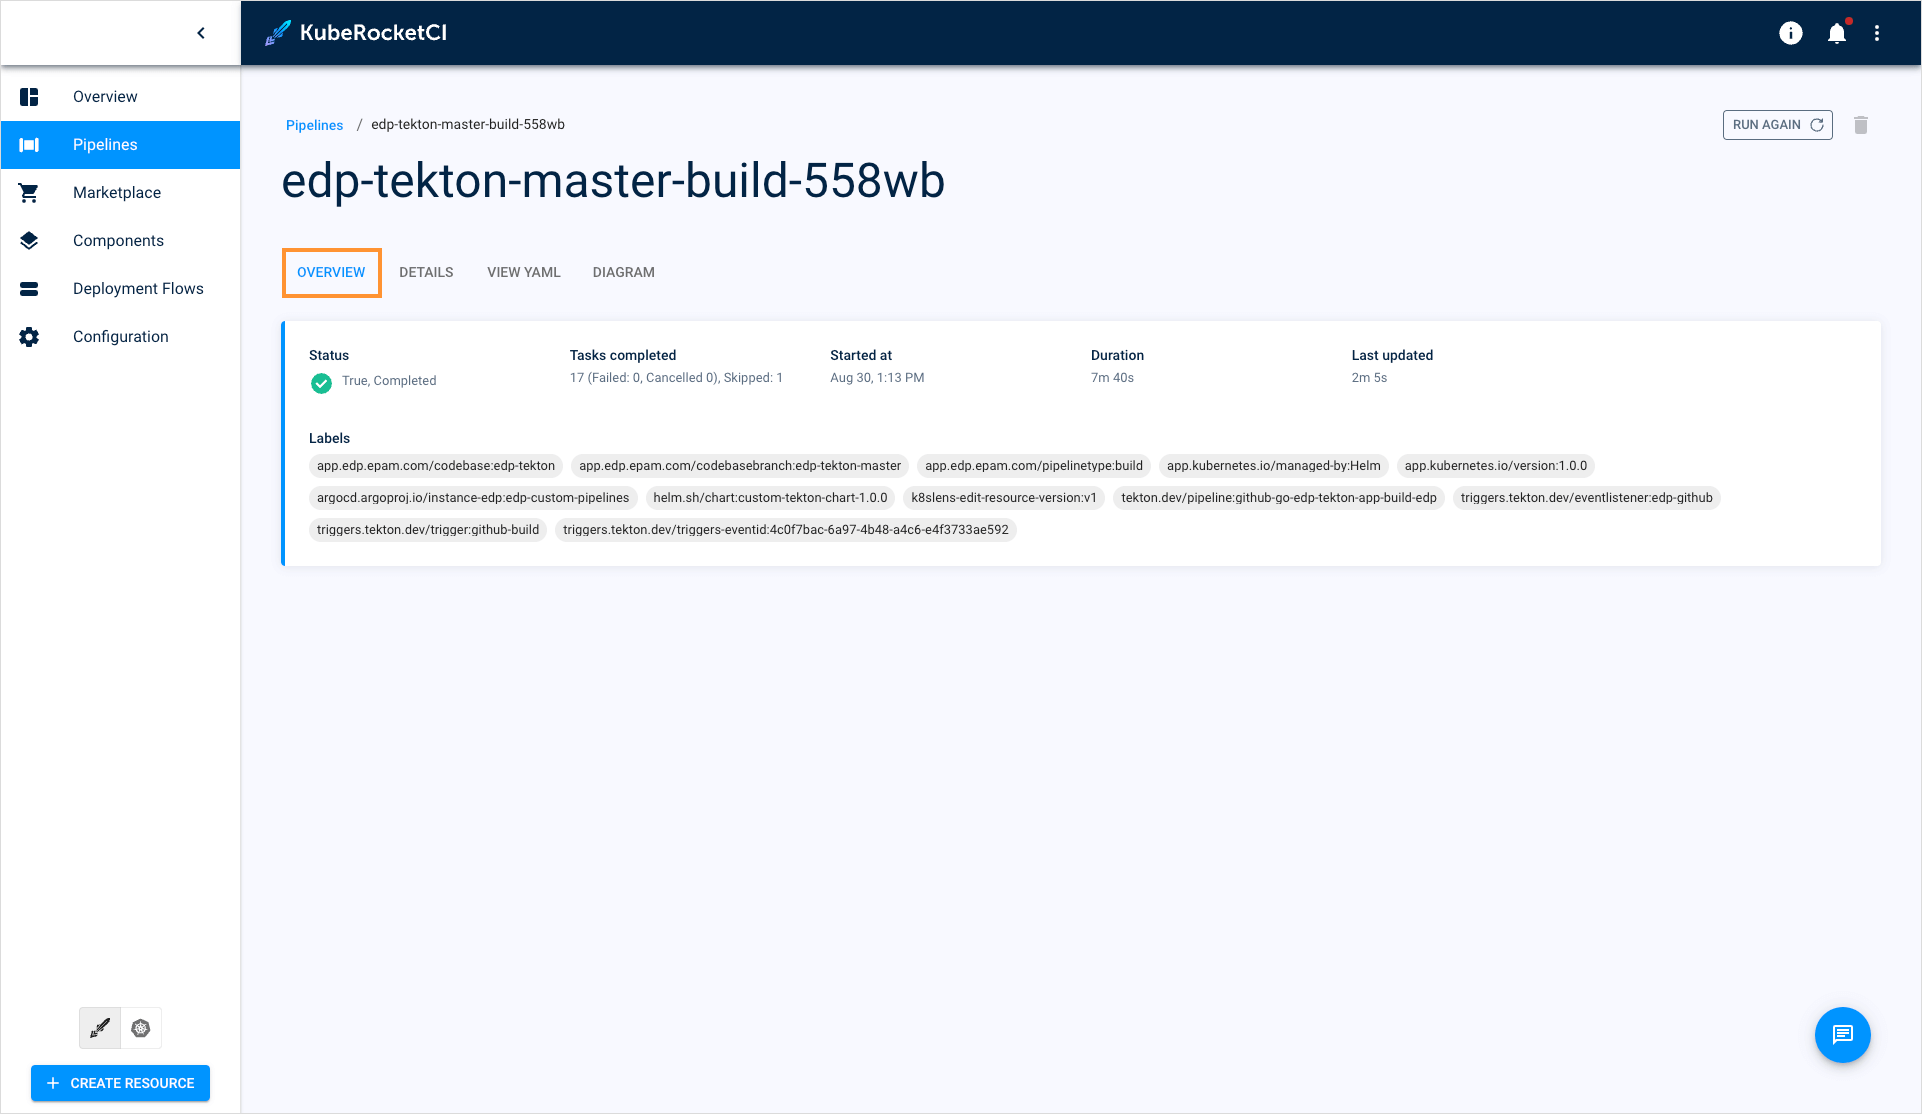 KubeRocketCI
Overview
Pipelines
Marketplace
Components
Deployment Flows
Configuration
CREATE RESOURCE
Pipelines / edp-tekton-master-build-558wb
RUN AGAIN
edp-tekton-master-build-558wb
OVERVIEW DETAILS VIEW YAML DIAGRAM
Status Tasks completed Started at Duration Last updated
True, Completed 17 (Failed: 0, Cancelled 0), Skipped: 1 Aug 30, 1:13 PM 7m 40s 2m 5s
Labels
app.edp.epam.com/codebase:edp-tekton app.edp.epam.com/codebasebranch:edp-tekton-master app.edp.epam.com/pipelinetype:build app.kubernetes.io/managed-by:Helm app.kubernetes.io/version:1.0.0
argocd.argoproj.io/instance-edp:edp-custom-pipelines helm.sh/chart:custom-tekton-chart-1.0.0 k8slens-edit-resource-version:v1 tekton.dev/pipeline:github-go-edp-tekton-app-build-edp triggers.tekton.dev/eventlistener:edp-github
triggers.tekton.dev/trigger:github-build triggers.tekton.dev/triggers-eventid:4c0f7bac-6a97-4b48-a4c6-e4f3733ae592